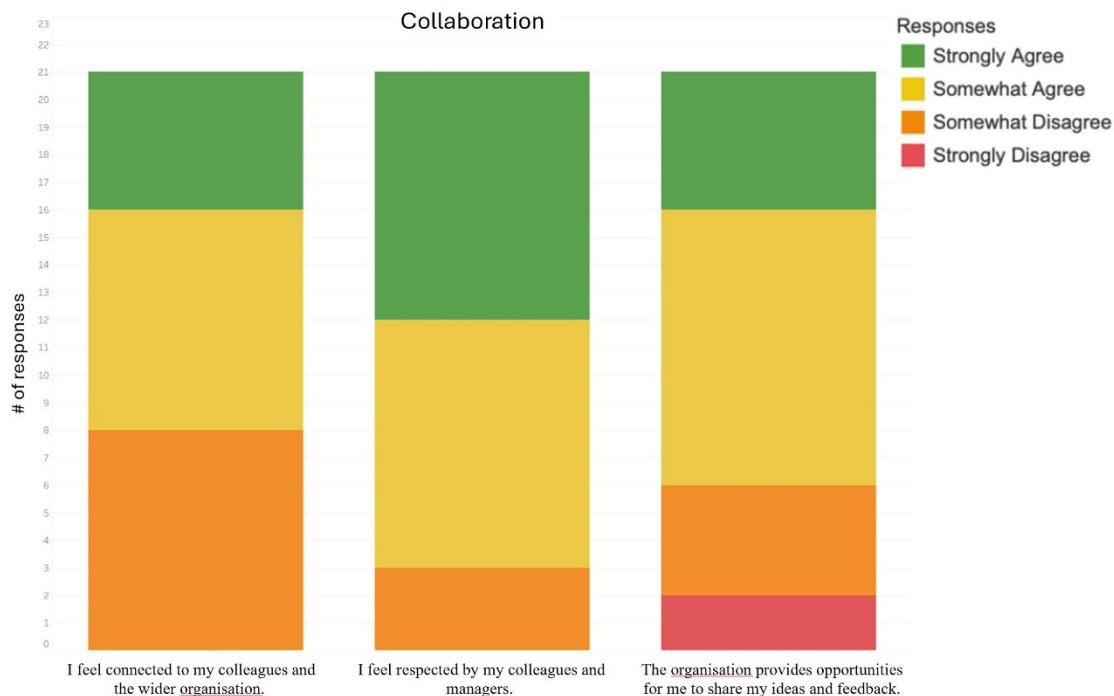 Collaboration
Responses
Strongly Agree
Somewhat Agree
Somewhat Disagree
Strongly Disagree
# of responses
23
22
21
20
19
18
17
16
15
14
13
12
11
10
9
8
7
6
5
4
3
2
1
0
I feel connected to my colleagues and
the wider organisation.
I feel respected by my colleagues and
managers.
The organisation provides opportunities
for me to share my ideas and feedback.